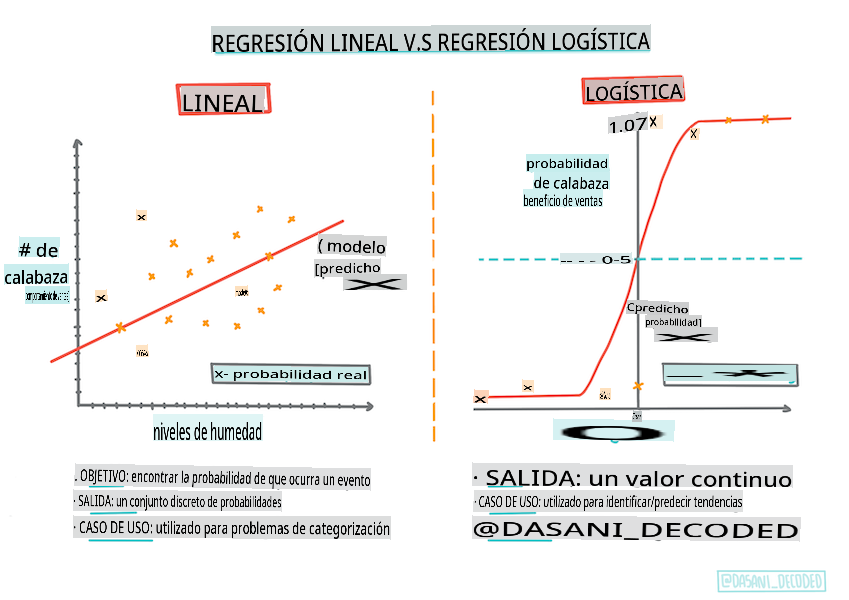 REGRESIÓN LINEAL V.S REGRESIÓN LOGÍSTICA
LINEAL
# de
calabaza
( modelo
[predicho
x- probabilidad real
niveles de humedad
. OBJETIVO: encontrar la probabilidad de que ocurra un evento
· SALIDA: un conjunto discreto de probabilidades
· CASO DE USO: utilizado para problemas de categorización
LOGÍSTICA
1.07
probabilidad
de calabaza
beneficio de ventas
-- - - 0-5
Cpredicho
probabilidad]
· SALIDA: un valor continuo
· CASO DE USO: utilizado para identificar/predecir tendencias
@DASANI_DECODED
@DASANI_DECODED